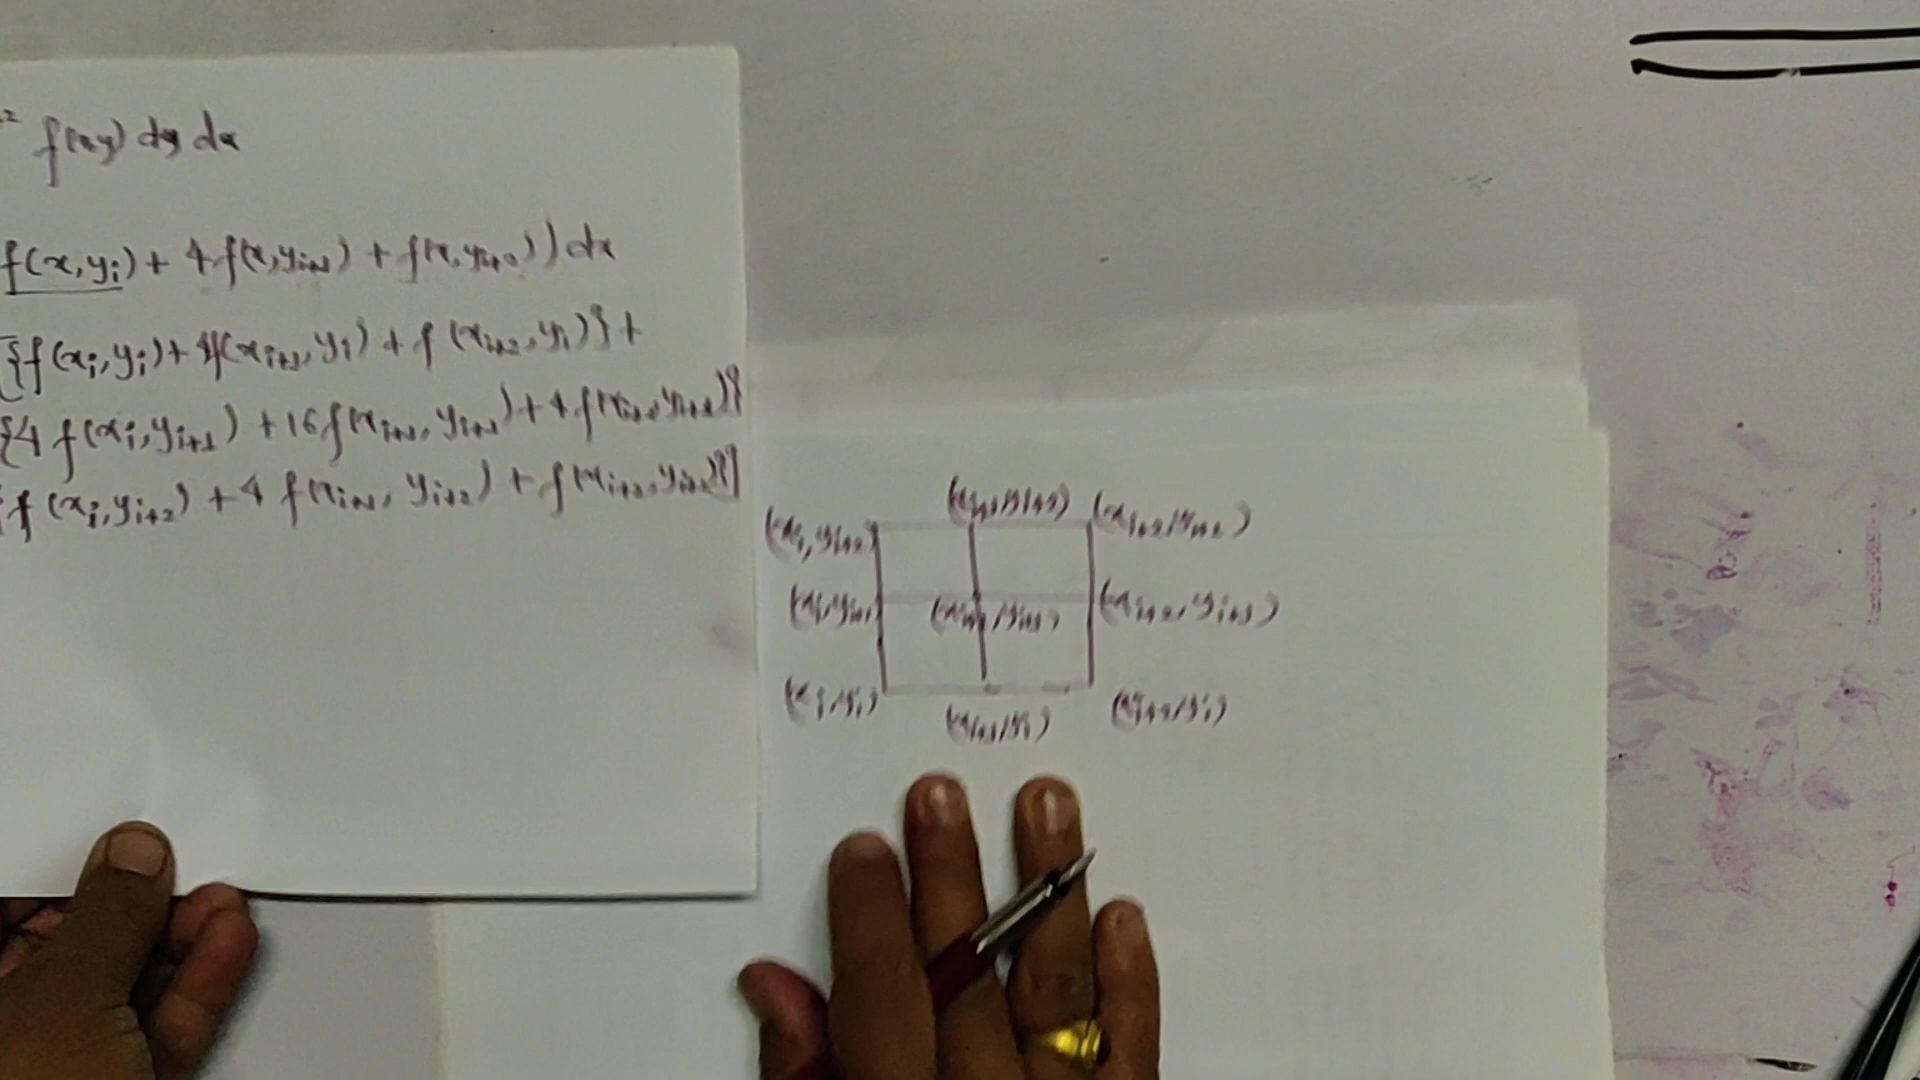 f(xy) dy dx
f(x,yi) + 4 f(x,yi+1) + f(x,yi+2)) dx
[{f(xi,yi) + 4f(xi+1,yi) + f(xi+2,yi)} +
{4 f(xi,yi+1) + 16 f(xi+1,yi+1) + 4 f(xi+2,yi+1)}
{f(xi,yi+2) + 4 f(xi+1,yi+2) + f(xi+2,yi+2)}]
(xi,yi+2) (xi+1,yi+2) (xi+2,yi+2)
(xi,yi+1) (xi+1,yi+1) (xi+2,yi+1)
(xi,yi) (xi+1,yi) (xi+2,yi)